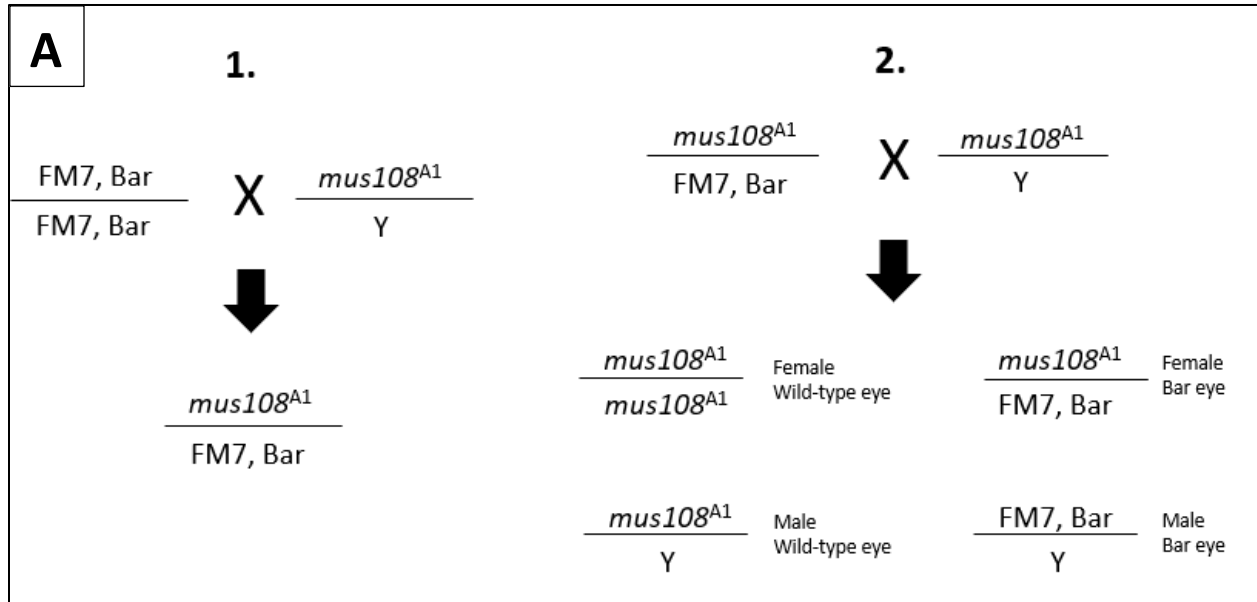 A
1.
FM7, Bar
FM7, Bar
X
mus108A1
Y
mus108A1
FM7, Bar
2.
mus108A1
FM7, Bar
X
mus108A1
Y
mus108A1
mus108A1
Female
Wild-type eye
mus108A1
FM7, Bar
Female
Bar eye
mus108A1
Y
Male
Wild-type eye
FM7, Bar
Y
Male
Bar eye